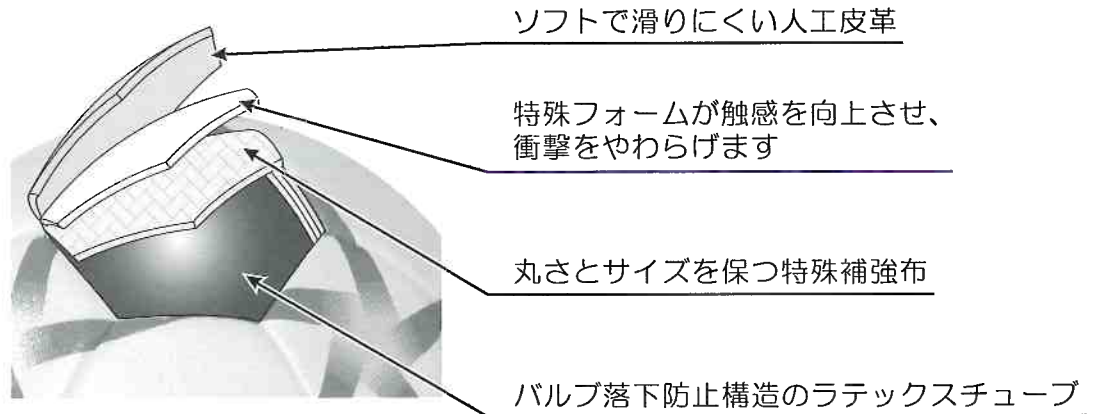 ソフトで滑りにくい人工皮革
特殊フォームが触感を向上させ、
衝撃をやわらげます
丸さとサイズを保つ特殊補強布
バルブ落下防止構造のラテックスチューブ